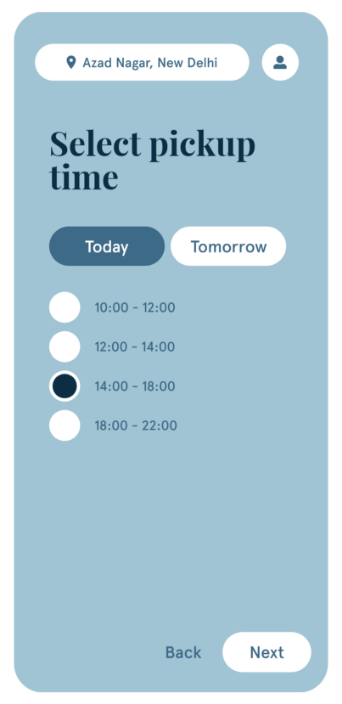 Azad Nagar, New Delhi
Select pickup
time
Today
Tomorrow
10:00 - 12:00
12:00 - 14:00
14:00 - 18:00
18:00 - 22:00
Back
Next